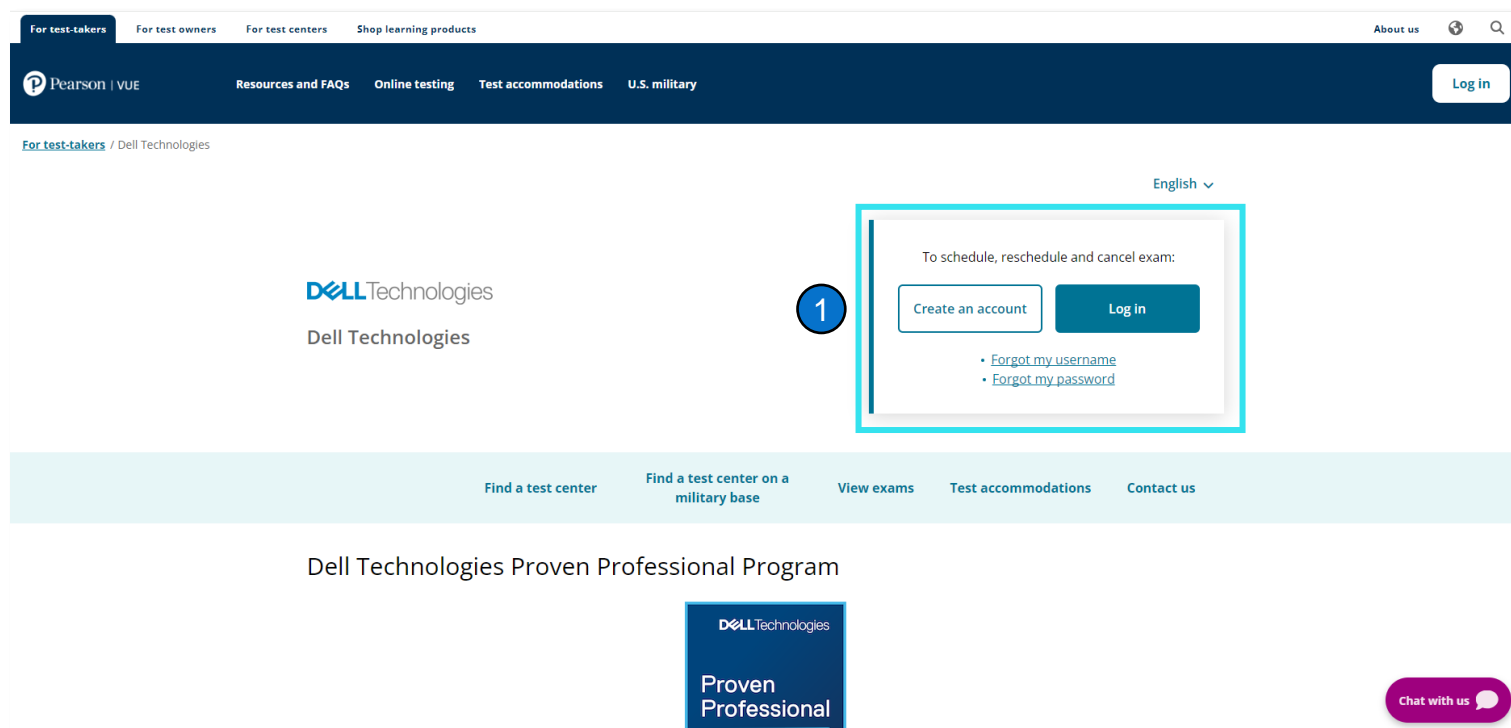 For test-takers For test owners For test centers Shop learning products About us
Pearson | VUE Resources and FAQs Online testing Test accommodations U.S. military Log in
For test-takers / Dell Technologies
English
To schedule, reschedule and cancel exam:
DELLTechnologies
1
Create an account Log in
Dell Technologies
• Forgot my username
• Forgot my password
Find a test center
Find a test center on a
military base
View exams Test accommodations Contact us
Dell Technologies Proven Professional Program
DELLTechnologies
Proven
Professional
Chat with us